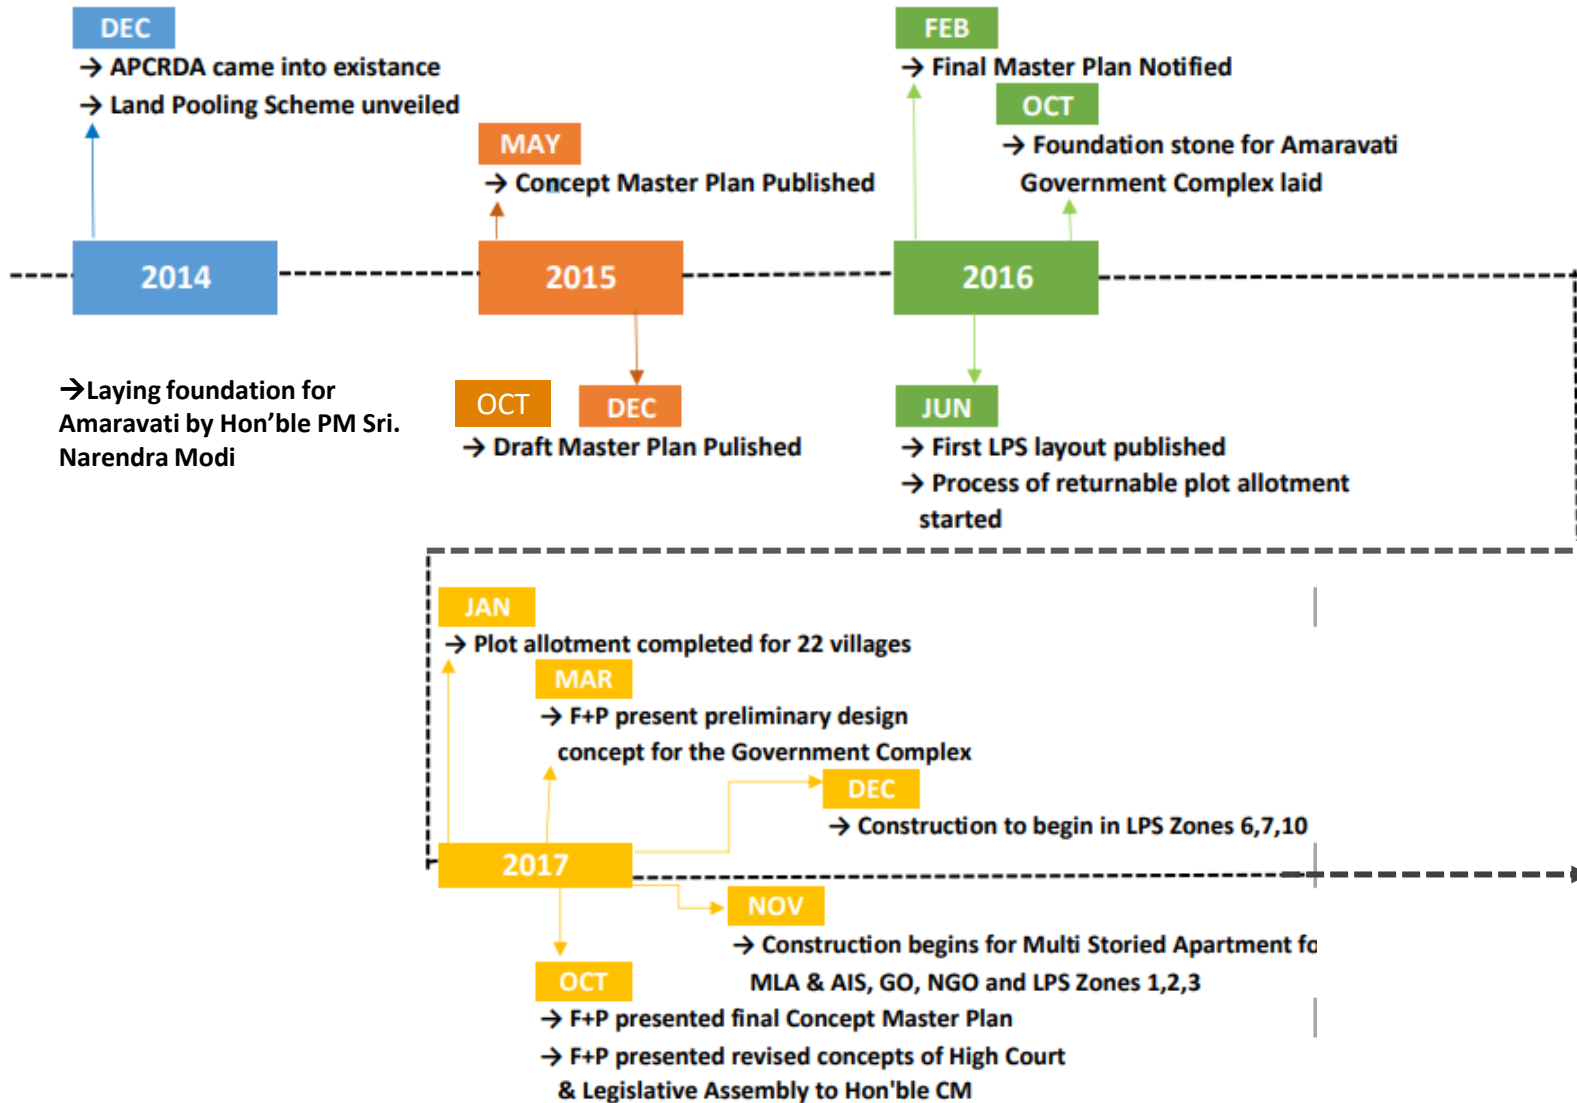 DEC
→ APCRDA came into existance
→ Land Pooling Scheme unveiled
MAY
→ Concept Master Plan Published
FEB
→ Final Master Plan Notified
OCT
→ Foundation stone for Amaravati
Government Complex laid
2014
2015
2016
→Laying foundation for
Amaravati by Hon’ble PM Sri.
Narendra Modi
OCT
DEC
→ Draft Master Plan Pulished
JUN
→ First LPS layout published
→ Process of returnable plot allotment
started
JAN
→ Plot allotment completed for 22 villages
MAR
→ F+P present preliminary design
concept for the Government Complex
DEC
→ Construction to begin in LPS Zones 6,7,10
2017
NOV
→ Construction begins for Multi Storied Apartment fo
MLA & AIS, GO, NGO and LPS Zones 1,2,3
OCT
→ F+P presented final Concept Master Plan
→ F+P presented revised concepts of High Court
& Legislative Assembly to Hon'ble CM